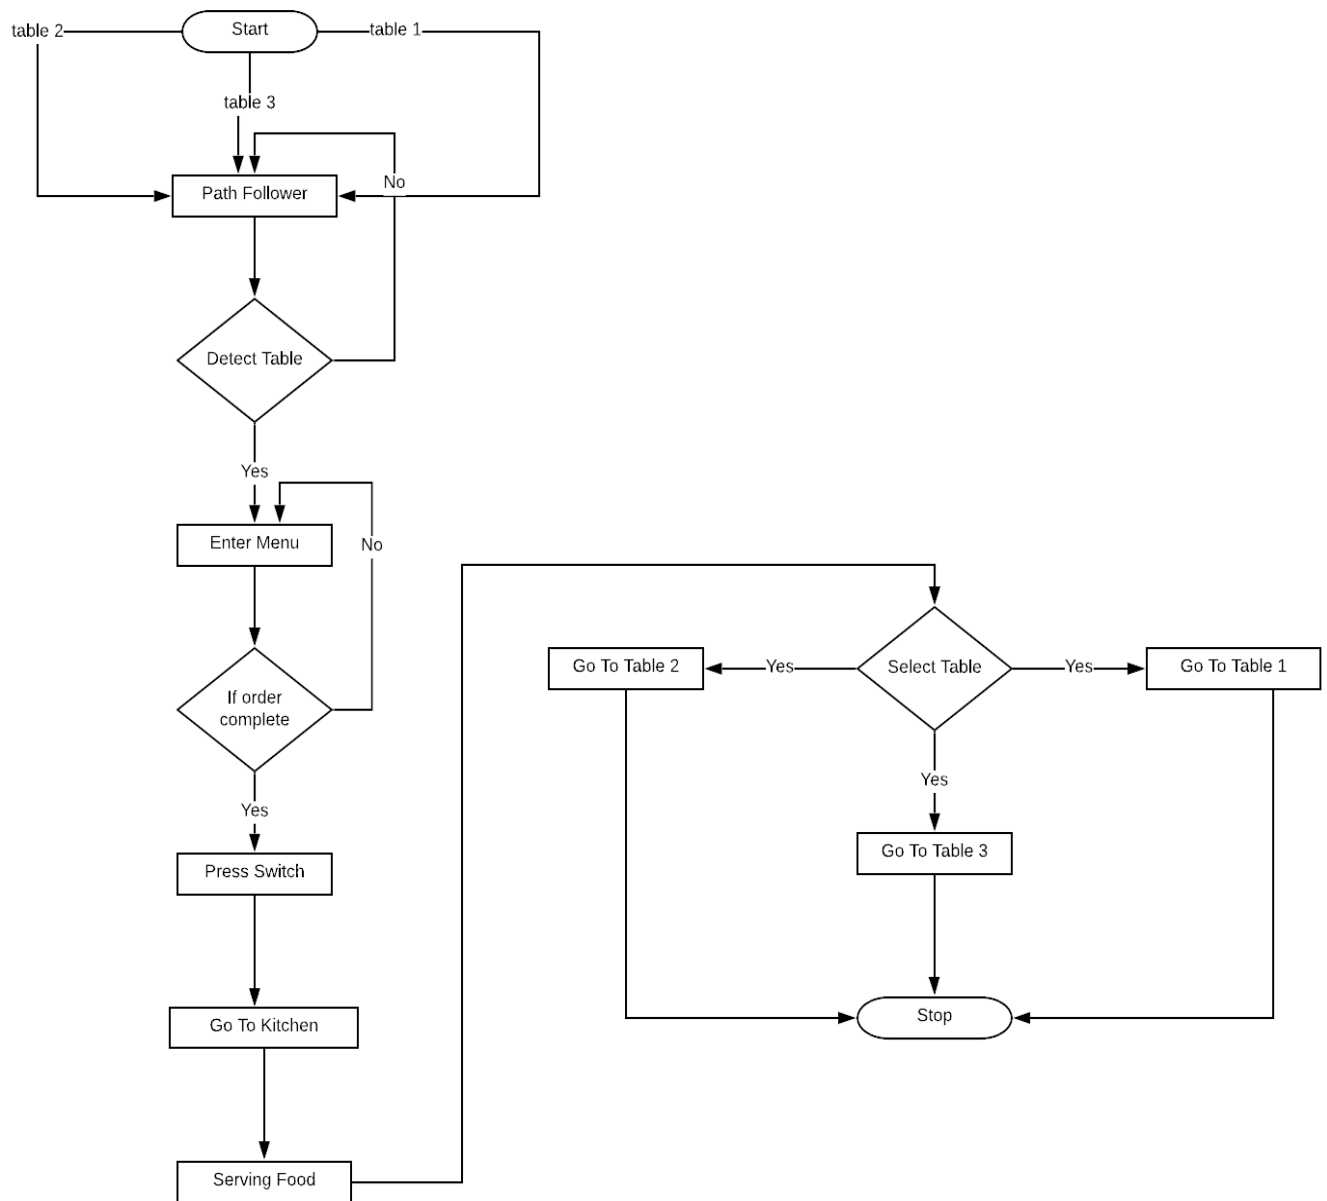 table 2
Start
table 1
table 3
No
Path Follower
Detect Table
Yes
Enter Menu
No
If order
complete
Yes
Press Switch
Go To Kitchen
Serving Food
Select Table
Yes
Go To Table 2
Yes
Go To Table 1
Yes
Go To Table 3
Stop